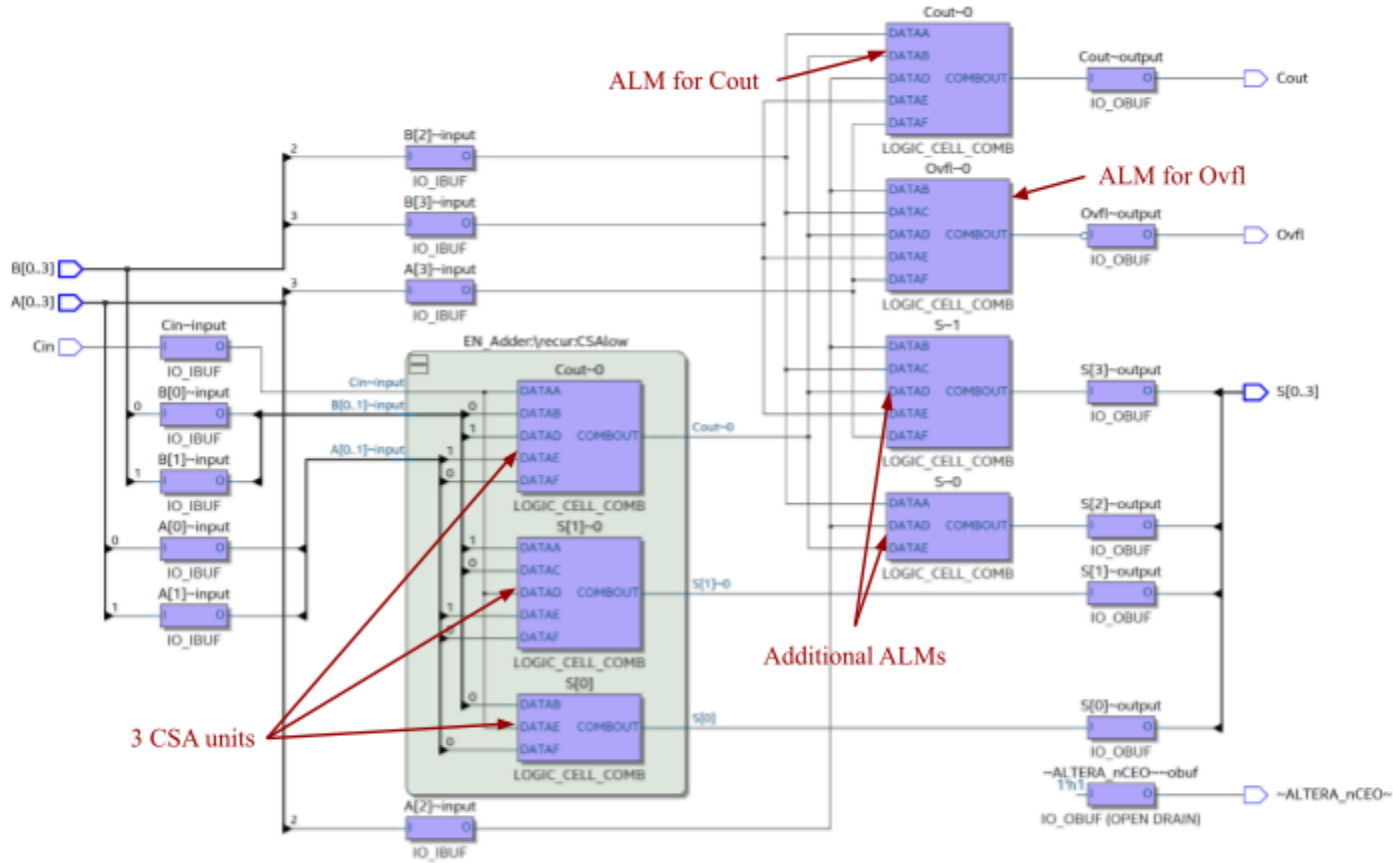 Cout~0
DATAA
DATAB
DATAD COMBOUT
DATAE
DATAF
LOGIC_CELL_COMB
ALM for Cout
Cout~output
I O
IO_OBUF
Cout
B[2]~input
2
I O
IO_IBUF
Ovfl~0
DATAB
DATAC
DATAD COMBOUT
DATAE
DATAF
LOGIC_CELL_COMB
ALM for Ovfl
Ovfl~output
I O
IO_OBUF
Ovfl
B[3]~input
3
I O
IO_IBUF
B[0..3]
A[0..3]
Cin
A[3]~input
3
I O
IO_IBUF
Cin~input
I O
IO_IBUF
B[0]~input
0
I O
IO_IBUF
B[1]~input
1
I O
IO_IBUF
A[0]~input
0
I O
IO_IBUF
A[1]~input
1
I O
IO_IBUF
EN_Adder:\recur:CSAlow
Cin~input
B[0..1]~input
A[0..1]~input
Cout~0
DATAA
0 DATAB
1 DATAD COMBOUT
1 DATAE
0 DATAF
LOGIC_CELL_COMB
Cout~0
S[1]~0
1 DATAA
0 DATAC
DATAD COMBOUT
1 DATAE
0 DATAF
LOGIC_CELL_COMB
S[1]~0
S[0]
0 DATAB
DATAE COMBOUT
0 DATAF
LOGIC_CELL_COMB
S[0]
3 CSA units
A[2]~input
2
I O
IO_IBUF
S~1
DATAB
DATAC
DATAD COMBOUT
DATAE
DATAF
LOGIC_CELL_COMB
S[3]~output
I O
IO_OBUF
S[0..3]
S~0
DATAA
DATAD COMBOUT
DATAE
LOGIC_CELL_COMB
S[2]~output
I O
IO_OBUF
S[1]~output
I O
IO_OBUF
Additional ALMs
S[0]~output
I O
IO_OBUF
~ALTERA_nCEO~~obuf
1'h1
I O
IO_OBUF (OPEN DRAIN)
~ALTERA_nCEO~